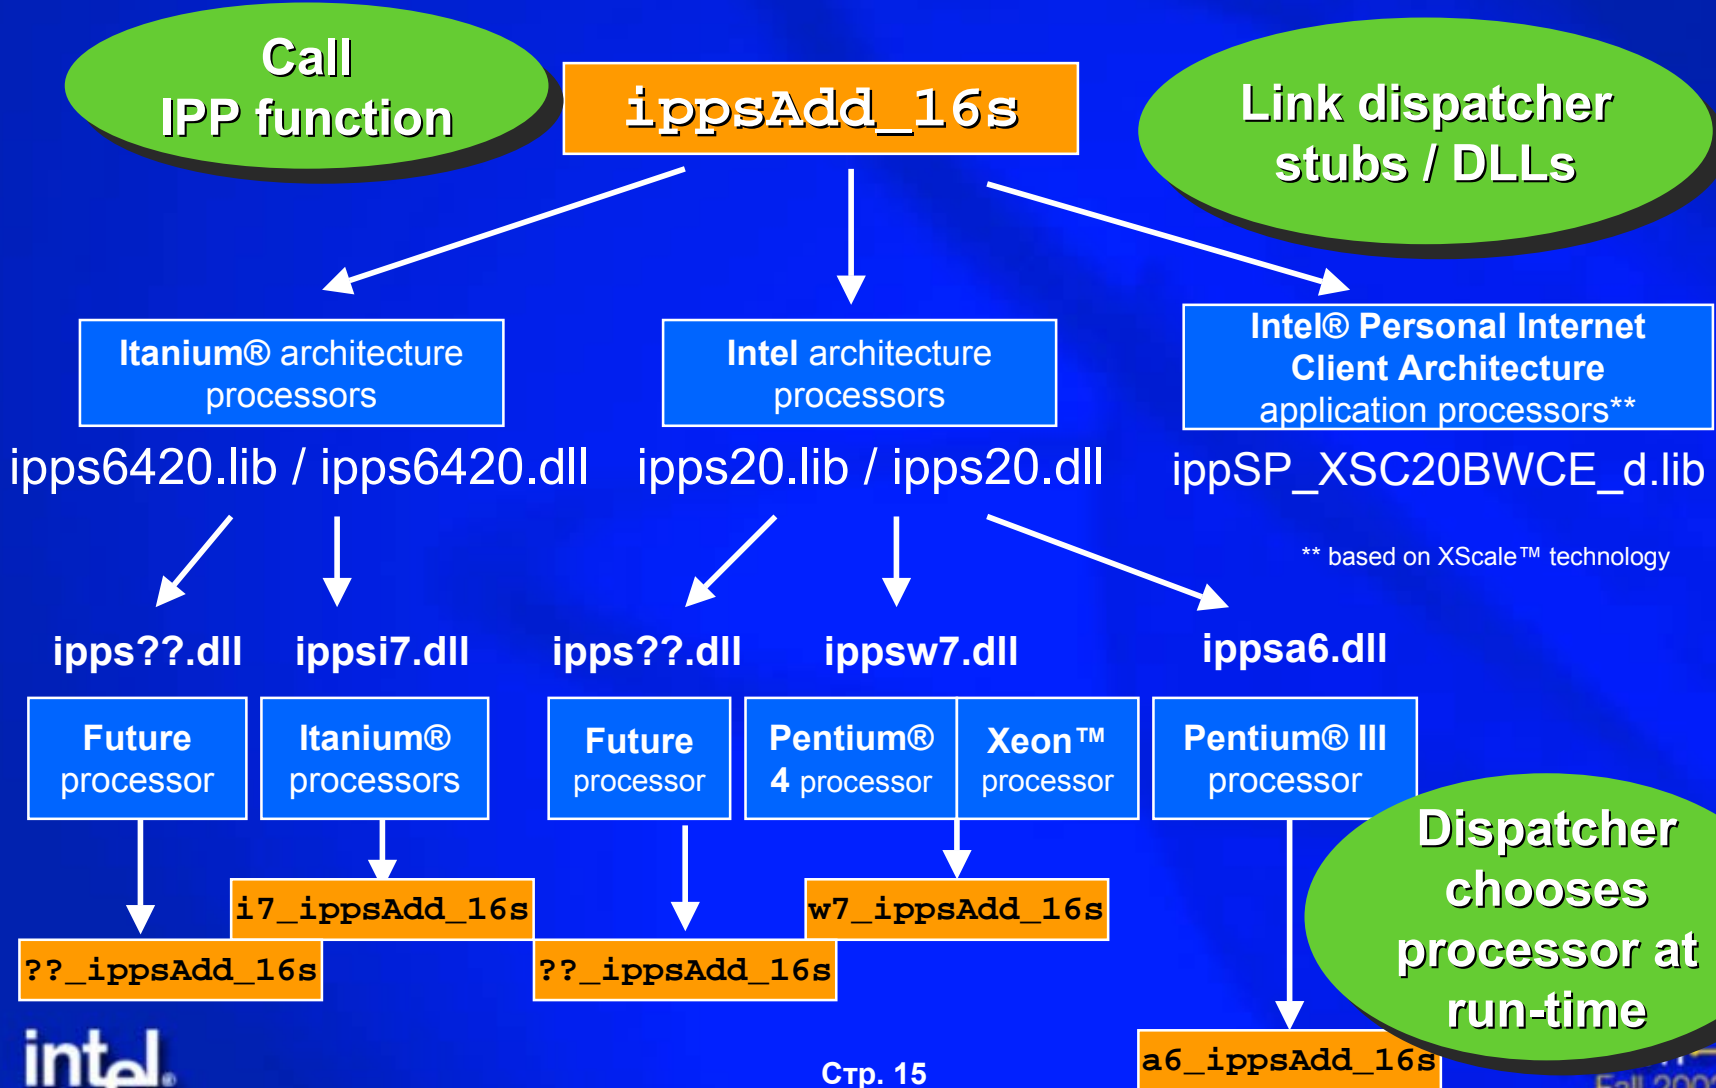 Call
IPP function
ippsAdd_16s
Link dispatcher
stubs / DLLs
Itanium® architecture
processors
Intel architecture
processors
Intel® Personal Internet
Client Architecture
application processors**
ipps6420.lib / ipps6420.dll
ipps20.lib / ipps20.dll
ippSP_XSC20BWCE_d.lib
** based on XScale™ technology
ipps??.dll
ippsi7.dll
ipps??.dll
ippsw7.dll
ippsa6.dll
Future
processor
Itanium®
processors
Future
processor
Pentium®
4 processor
Xeon™
processor
Pentium® III
processor
Dispatcher
chooses
processor at
run-time
i7_ippsAdd_16s
w7_ippsAdd_16s
??_ippsAdd_16s
??_ippsAdd_16s
a6_ippsAdd_16s
intel®
Стр. 15